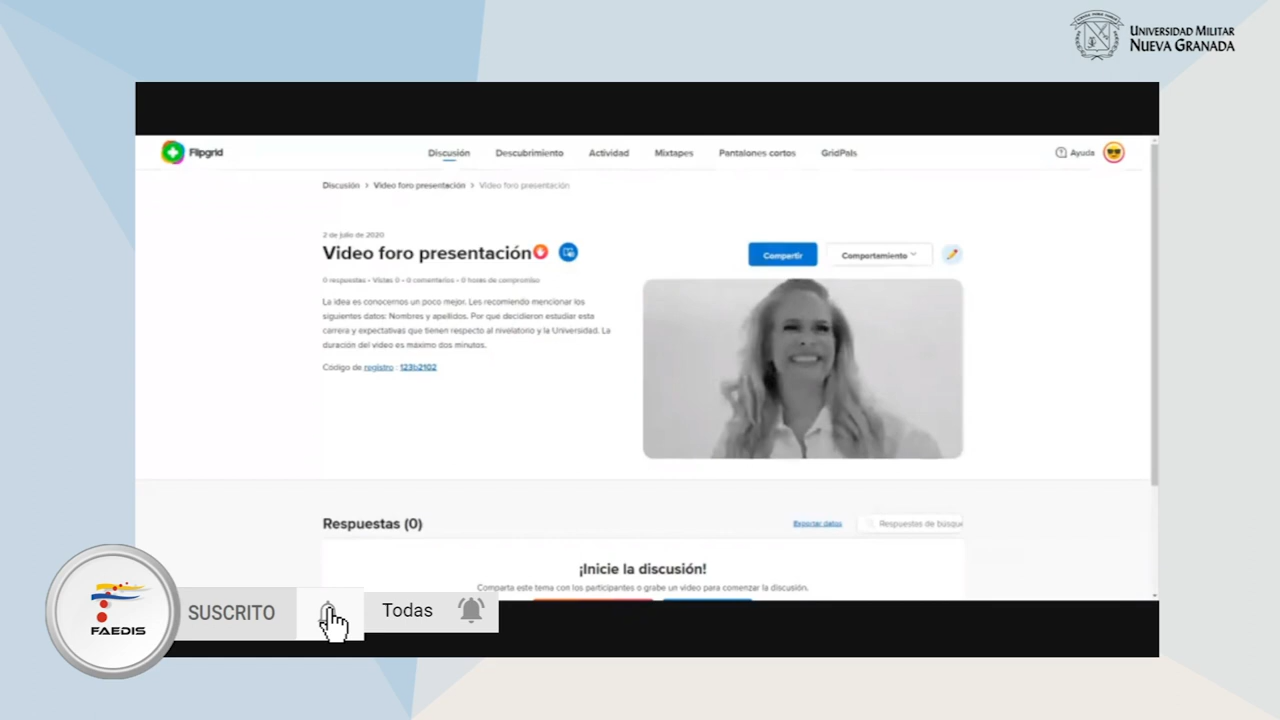 UNIVERSIDAD MILITAR
NUEVA GRANADA
Flipgrid
Discusión
Descubrimiento
Actividad
Mixtapes
Pantalones cortos
GridPals
Ayuda
Discusión > Video foro presentación > Video foro presentación
2 de julio de 2020
Video foro presentación
Compartir
Comportamiento
0 respuestas • Vistas 0 • 0 comentarios • 0 horas de compromiso
La idea es conocernos un poco mejor. Les recomiendo mencionar los
siguientes datos: Nombres y apellidos. Por qué decidieron estudiar esta
carrera y expectativas que tienen respecto al nivelatorio y la Universidad. La
duración del video es máximo dos minutos.
Código de registro : 123b2102
Respuestas (0)
Exportar datos
Respuestas de búsqu
¡Inicie la discusión!
Comparta este tema con los participantes o grabe un video para comenzar la discusión.
FAEDIS
SUSCRITO
Todas